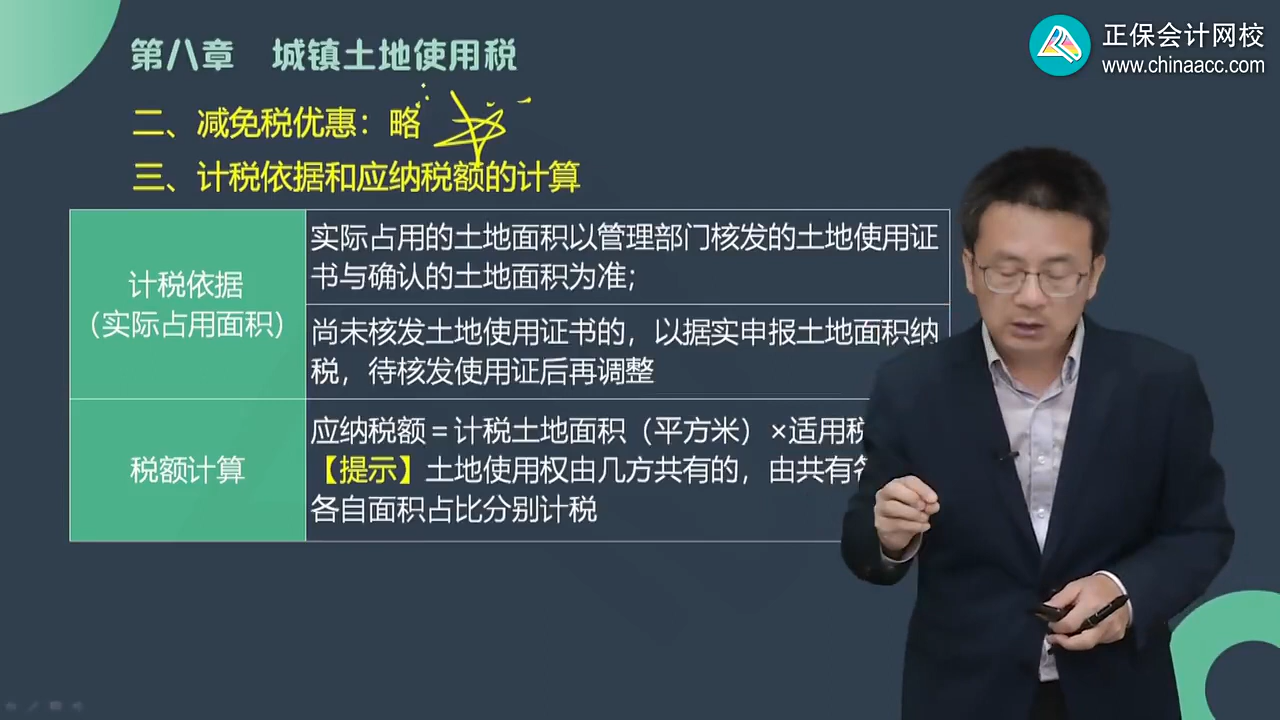 正保会计网校
www.chinaacc.com
第八章 城镇土地使用税
二、减免税优惠：略
三、计税依据和应纳税额的计算
计税依据
（实际占用面积）
实际占用的土地面积以管理部门核发的土地使用证
书与确认的土地面积为准；
尚未核发土地使用证书的，以据实申报土地面积纳
税，待核发使用证后再调整
税额计算
应纳税额＝计税土地面积（平方米）×适用税
【提示】土地使用权由几方共有的，由共有各
各自面积占比分别计税